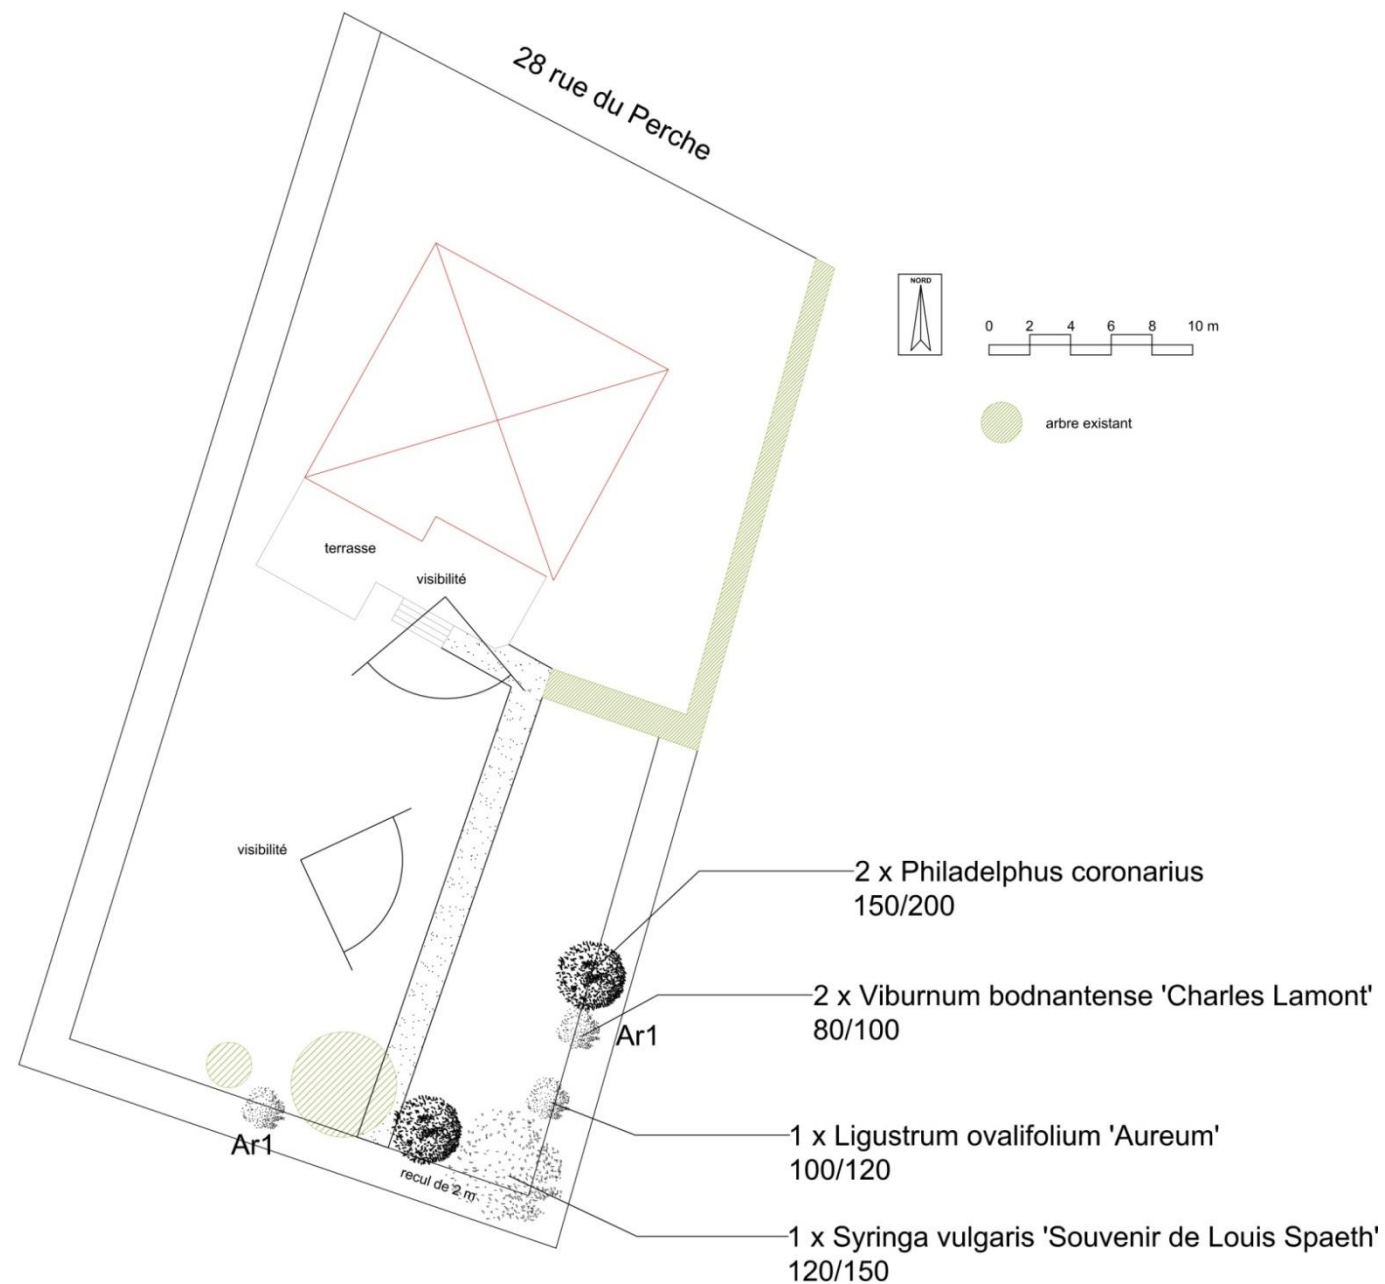 28 rue du Perche
NORD
0 2 4 6 8 10 m
arbre existant
terrasse
visibilité
visibilité
2 x Philadelphus coronarius
150/200
2 x Viburnum bodnantense 'Charles Lamont'
80/100
Ar1
1 x Ligustrum ovalifolium 'Aureum'
100/120
Ar1
recul de 2 m
1 x Syringa vulgaris 'Souvenir de Louis Spaeth'
120/150